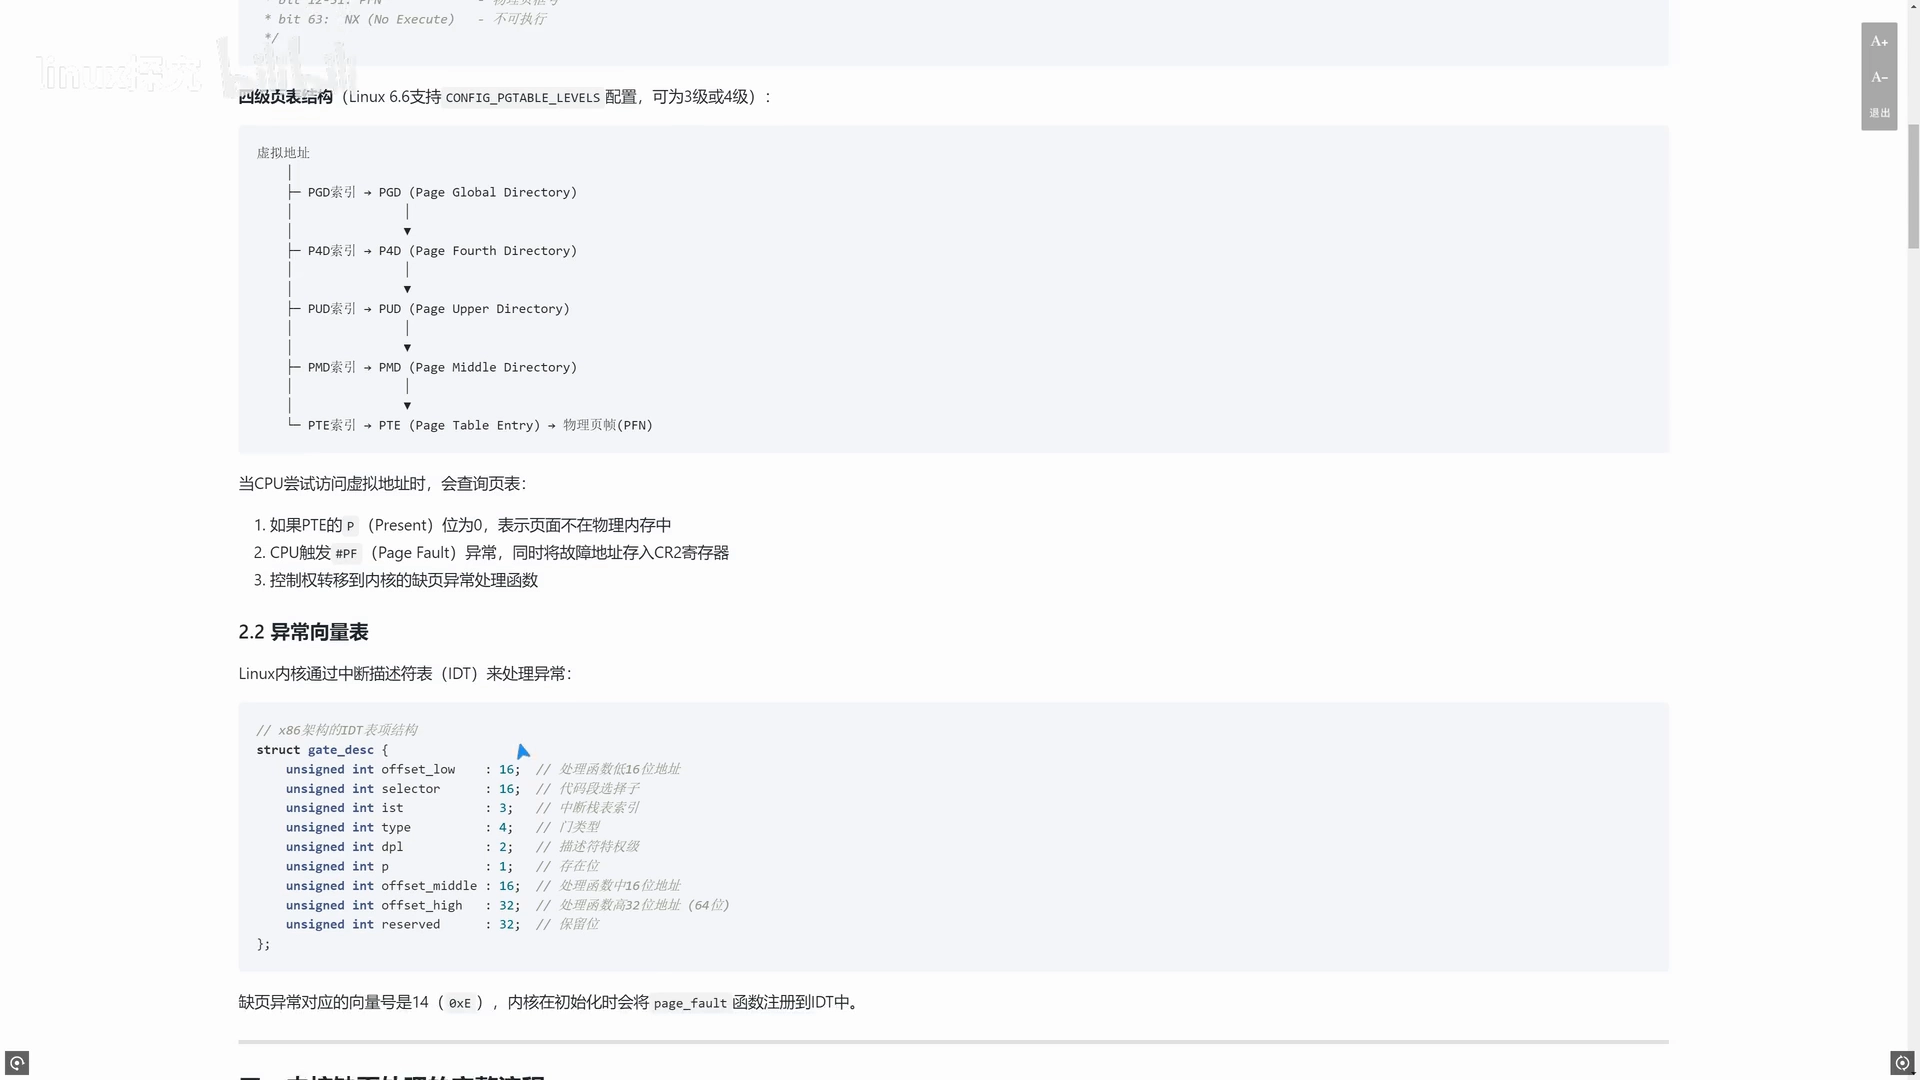 * bit 63:  NX (No Execute)   - 不可执行
*/
linux探究 bilibili
四级页表结构（Linux 6.6支持 CONFIG_PGTABLE_LEVELS 配置，可为3级或4级）：
虚拟地址
│
├─ PGD索引 → PGD (Page Global Directory)
│               │
│               ▼
├─ P4D索引 → P4D (Page Fourth Directory)
│               │
│               ▼
├─ PUD索引 → PUD (Page Upper Directory)
│               │
│               ▼
├─ PMD索引 → PMD (Page Middle Directory)
│               │
│               ▼
└─ PTE索引 → PTE (Page Table Entry) → 物理页帧(PFN)
当CPU尝试访问虚拟地址时，会查询页表：
1. 如果PTE的 P （Present）位为0，表示页面不在物理内存中
2. CPU触发 #PF （Page Fault）异常，同时将故障地址存入CR2寄存器
3. 控制权转移到内核的缺页异常处理函数
2.2 异常向量表
Linux内核通过中断描述符表（IDT）来处理异常：
// x86架构的IDT表项结构
struct gate_desc {
    unsigned int offset_low    : 16;  // 处理函数低16位地址
    unsigned int selector      : 16;  // 代码段选择子
    unsigned int ist           : 3;   // 中断栈表索引
    unsigned int type          : 4;   // 门类型
    unsigned int dpl           : 2;   // 描述符特权级
    unsigned int p             : 1;   // 存在位
    unsigned int offset_middle : 16;  // 处理函数中16位地址
    unsigned int offset_high   : 32;  // 处理函数高32位地址 (64位)
    unsigned int reserved      : 32;  // 保留位
};
缺页异常对应的向量号是14（ 0xE ），内核在初始化时会将 page_fault 函数注册到IDT中。
A+
A-
退出